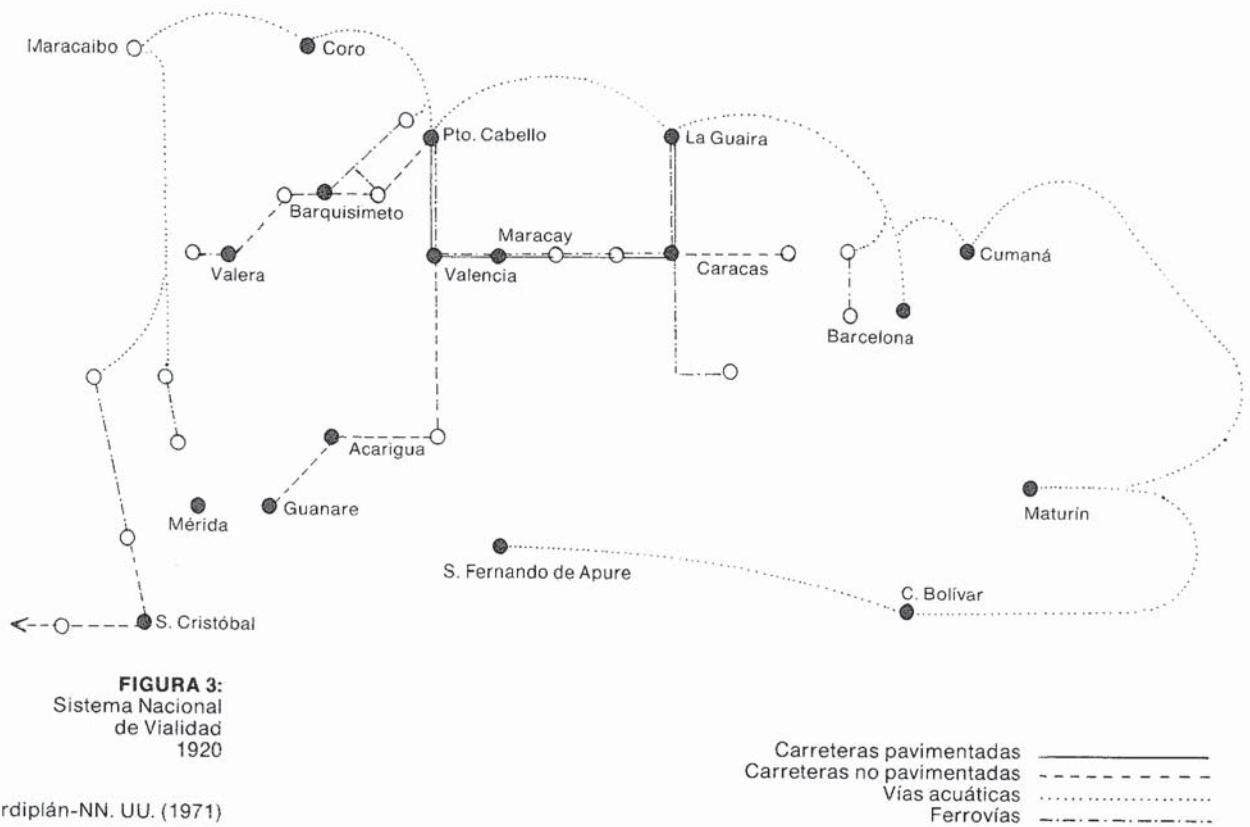 Maracaibo
Coro
Pto. Cabello
La Guaira
Barquisimeto
Maracay
Valera
Valencia
Caracas
Cumaná
Barcelona
Acarigua
Mérida
Guanare
Maturín
S. Fernando de Apure
C. Bolívar
S. Cristóbal
FIGURA 3:
Sistema Nacional
de Vialidad
1920
Carreteras pavimentadas
Carreteras no pavimentadas
Vías acuáticas
Ferrovías
rdiplán-NN. UU. (1971)